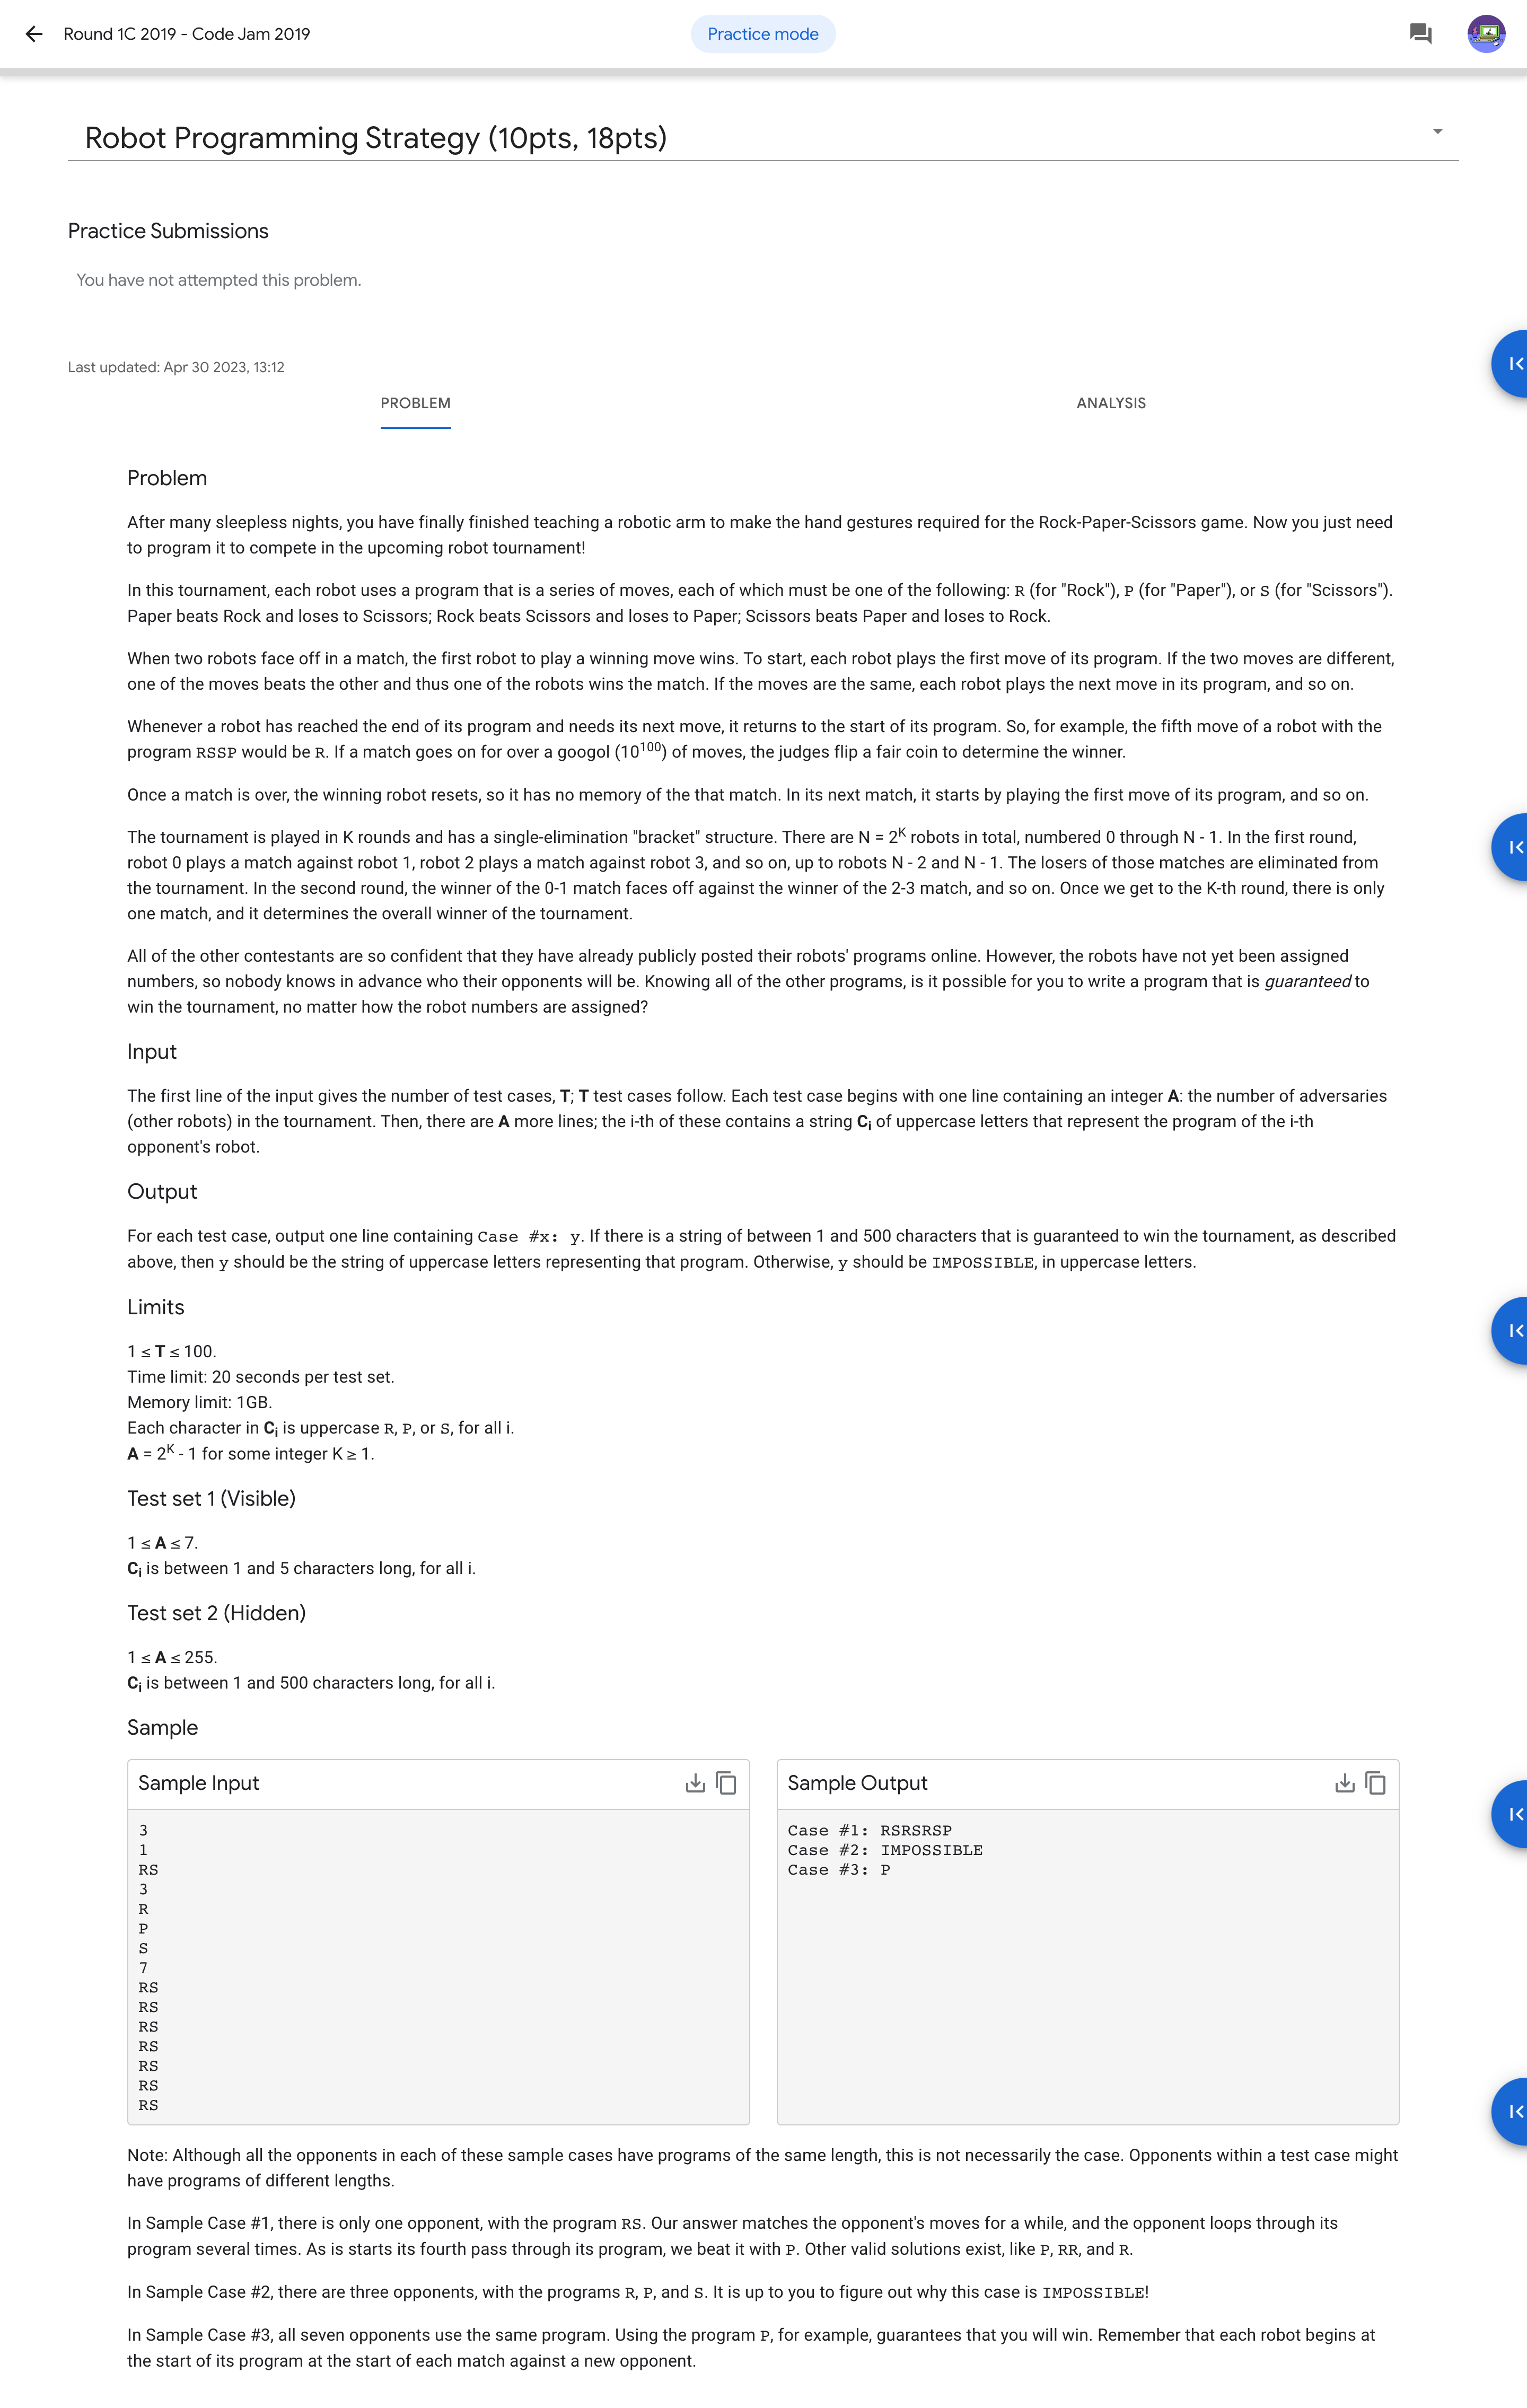 Round 1C 2019 - Code Jam 2019
Practice mode
Robot Programming Strategy (10pts, 18pts)
Practice Submissions
You have not attempted this problem.
Last updated: Apr 30 2023, 13:12
PROBLEM
ANALYSIS
Problem
After many sleepless nights, you have finally finished teaching a robotic arm to make the hand gestures required for the Rock-Paper-Scissors game. Now you just need
to program it to compete in the upcoming robot tournament!
In this tournament, each robot uses a program that is a series of moves, each of which must be one of the following: R (for "Rock"), P (for "Paper"), or S (for "Scissors").
Paper beats Rock and loses to Scissors; Rock beats Scissors and loses to Paper; Scissors beats Paper and loses to Rock.
When two robots face off in a match, the first robot to play a winning move wins. To start, each robot plays the first move of its program. If the two moves are different,
one of the moves beats the other and thus one of the robots wins the match. If the moves are the same, each robot plays the next move in its program, and so on.
Whenever a robot has reached the end of its program and needs its next move, it returns to the start of its program. So, for example, the fifth move of a robot with the
program RSSP would be R. If a match goes on for over a googol (10^100) of moves, the judges flip a fair coin to determine the winner.
Once a match is over, the winning robot resets, so it has no memory of the that match. In its next match, it starts by playing the first move of its program, and so on.
The tournament is played in K rounds and has a single-elimination "bracket" structure. There are N = 2^K robots in total, numbered 0 through N - 1. In the first round,
robot 0 plays a match against robot 1, robot 2 plays a match against robot 3, and so on, up to robots N - 2 and N - 1. The losers of those matches are eliminated from
the tournament. In the second round, the winner of the 0-1 match faces off against the winner of the 2-3 match, and so on. Once we get to the K-th round, there is only
one match, and it determines the overall winner of the tournament.
All of the other contestants are so confident that they have already publicly posted their robots' programs online. However, the robots have not yet been assigned
numbers, so nobody knows in advance who their opponents will be. Knowing all of the other programs, is it possible for you to write a program that is guaranteed to
win the tournament, no matter how the robot numbers are assigned?
Input
The first line of the input gives the number of test cases, T; T test cases follow. Each test case begins with one line containing an integer A: the number of adversaries
(other robots) in the tournament. Then, there are A more lines; the i-th of these contains a string Ci of uppercase letters that represent the program of the i-th
opponent's robot.
Output
For each test case, output one line containing Case #x: y. If there is a string of between 1 and 500 characters that is guaranteed to win the tournament, as described
above, then y should be the string of uppercase letters representing that program. Otherwise, y should be IMPOSSIBLE, in uppercase letters.
Limits
1 ≤ T ≤ 100.
Time limit: 20 seconds per test set.
Memory limit: 1GB.
Each character in Ci is uppercase R, P, or S, for all i.
A = 2^K - 1 for some integer K ≥ 1.
Test set 1 (Visible)
1 ≤ A ≤ 7.
Ci is between 1 and 5 characters long, for all i.
Test set 2 (Hidden)
1 ≤ A ≤ 255.
Ci is between 1 and 500 characters long, for all i.
Sample
Sample Input
3
1
RS
3
R
P
S
7
RS
RS
RS
RS
RS
RS
RS
Sample Output
Case #1: RSRSRSP
Case #2: IMPOSSIBLE
Case #3: P
Note: Although all the opponents in each of these sample cases have programs of the same length, this is not necessarily the case. Opponents within a test case might
have programs of different lengths.
In Sample Case #1, there is only one opponent, with the program RS. Our answer matches the opponent's moves for a while, and the opponent loops through its
program several times. As is starts its fourth pass through its program, we beat it with P. Other valid solutions exist, like P, RR, and R.
In Sample Case #2, there are three opponents, with the programs R, P, and S. It is up to you to figure out why this case is IMPOSSIBLE!
In Sample Case #3, all seven opponents use the same program. Using the program P, for example, guarantees that you will win. Remember that each robot begins at
the start of its program at the start of each match against a new opponent.